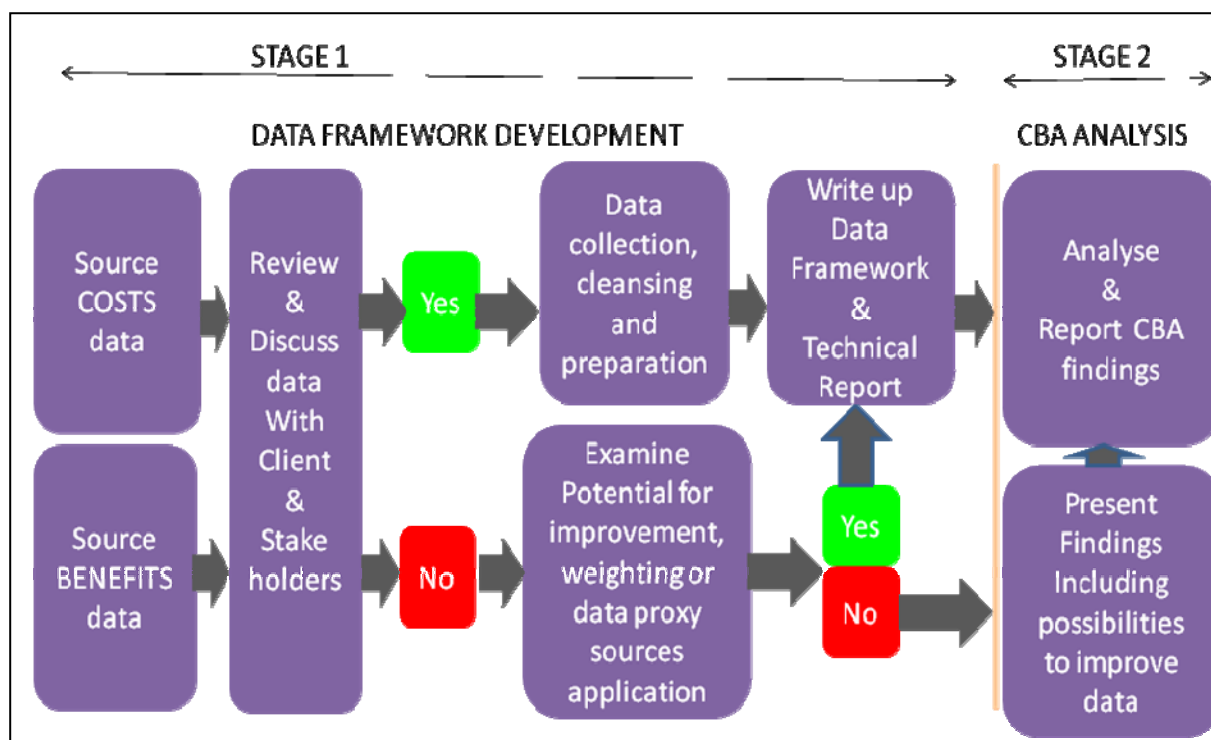 STAGE 1
STAGE 2
DATA FRAMEWORK DEVELOPMENT
CBA ANALYSIS
Source
COSTS
data
Source
BENEFITS
data
Review
&
Discuss
data
With
Client
&
Stake
holders
Yes
No
Data
collection,
cleansing
and
preparation
Examine
Potential for
improvement,
weighting or
data proxy
sources
application
Write up
Data
Framework
&
Technical
Report
Yes
No
Analyse
&
Report CBA
findings
Present
Findings
Including
possibilities
to improve
data